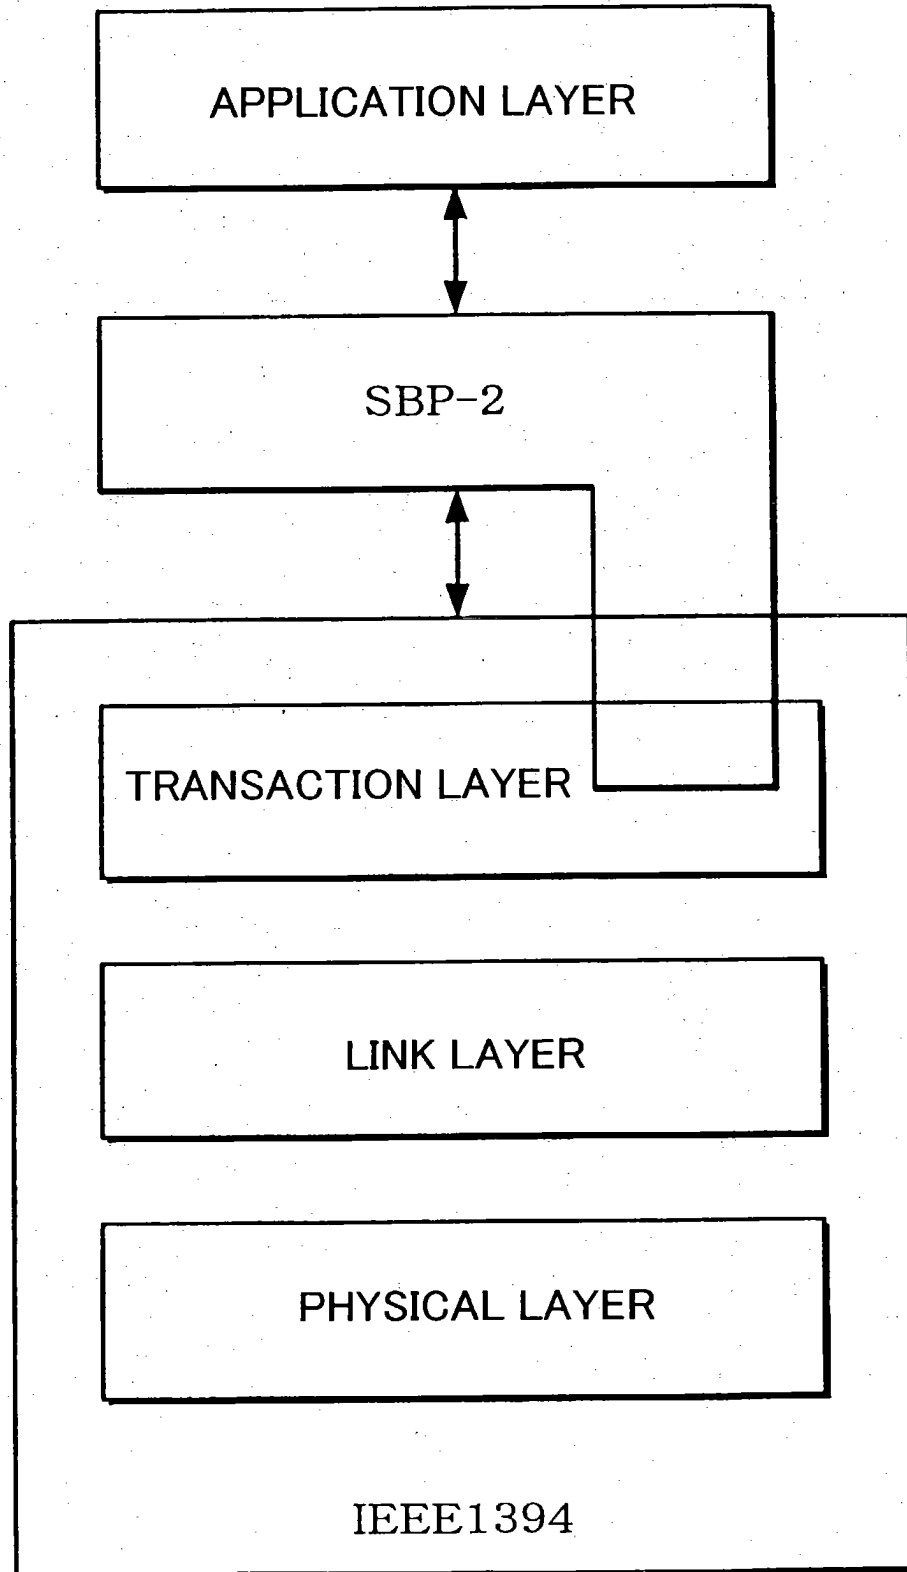 APPLICATION LAYER
SBP-2
TRANSACTION LAYER
LINK LAYER
PHYSICAL LAYER
IEEE1394